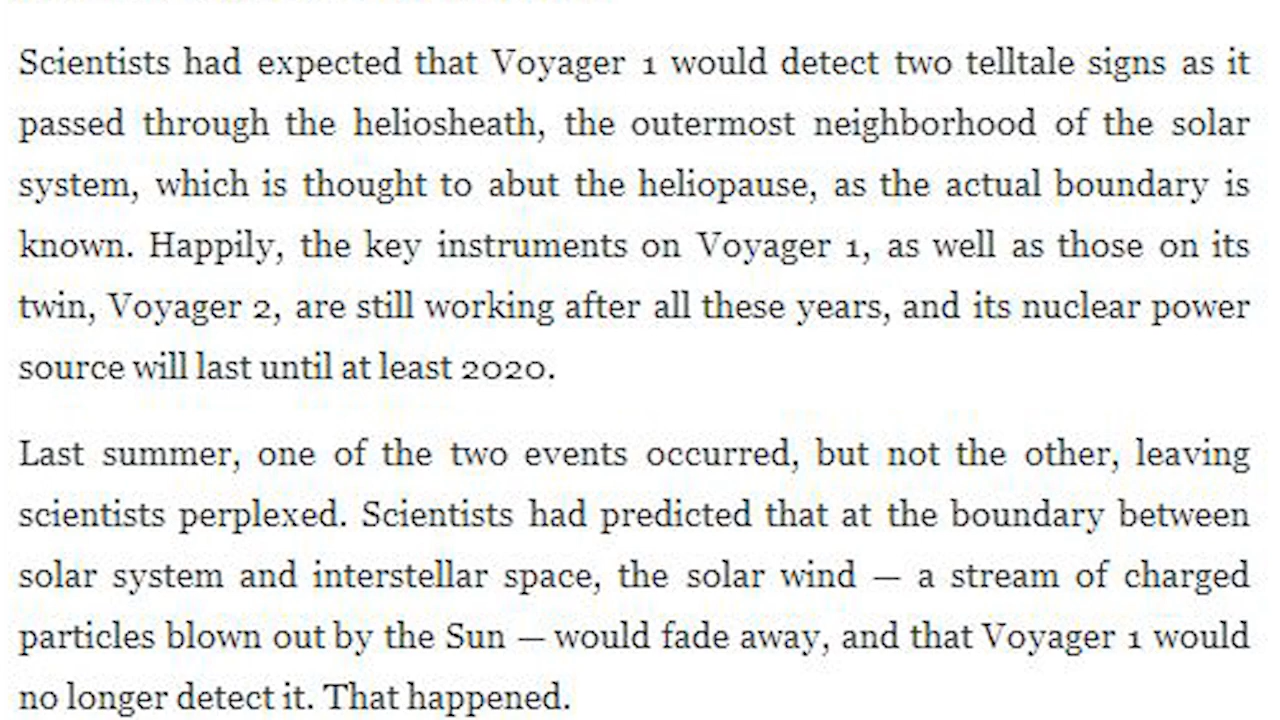 Scientists had expected that Voyager 1 would detect two telltale signs as it
passed through the heliosheath, the outermost neighborhood of the solar
system, which is thought to abut the heliopause, as the actual boundary is
known. Happily, the key instruments on Voyager 1, as well as those on its
twin, Voyager 2, are still working after all these years, and its nuclear power
source will last until at least 2020.
Last summer, one of the two events occurred, but not the other, leaving
scientists perplexed. Scientists had predicted that at the boundary between
solar system and interstellar space, the solar wind — a stream of charged
particles blown out by the Sun — would fade away, and that Voyager 1 would
no longer detect it. That happened.